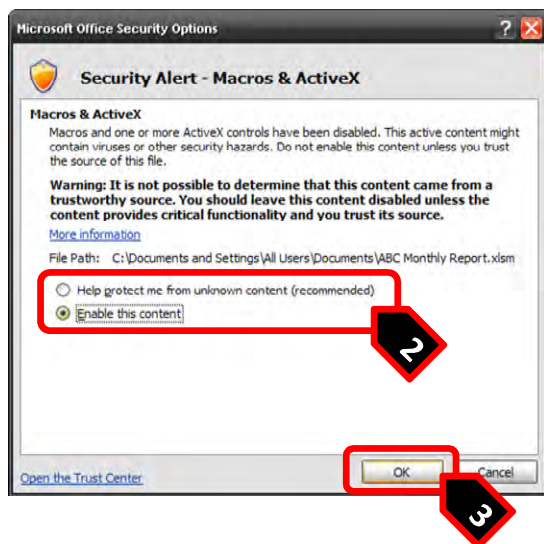 Microsoft Office Security Options
?
Security Alert - Macros & ActiveX
Macros & ActiveX
Macros and one or more ActiveX controls have been disabled. This active content might
contain viruses or other security hazards. Do not enable this content unless you trust
the source of this file.
Warning: It is not possible to determine that this content came from a
trustworthy source. You should leave this content disabled unless the
content provides critical functionality and you trust its source.
More information
File Path: C:\Documents and Settings\All Users\Documents\ABC Monthly Report.xlsm
Help protect me from unknown content (recommended)
Enable this content
2
Open the Trust Center
OK
Cancel
3